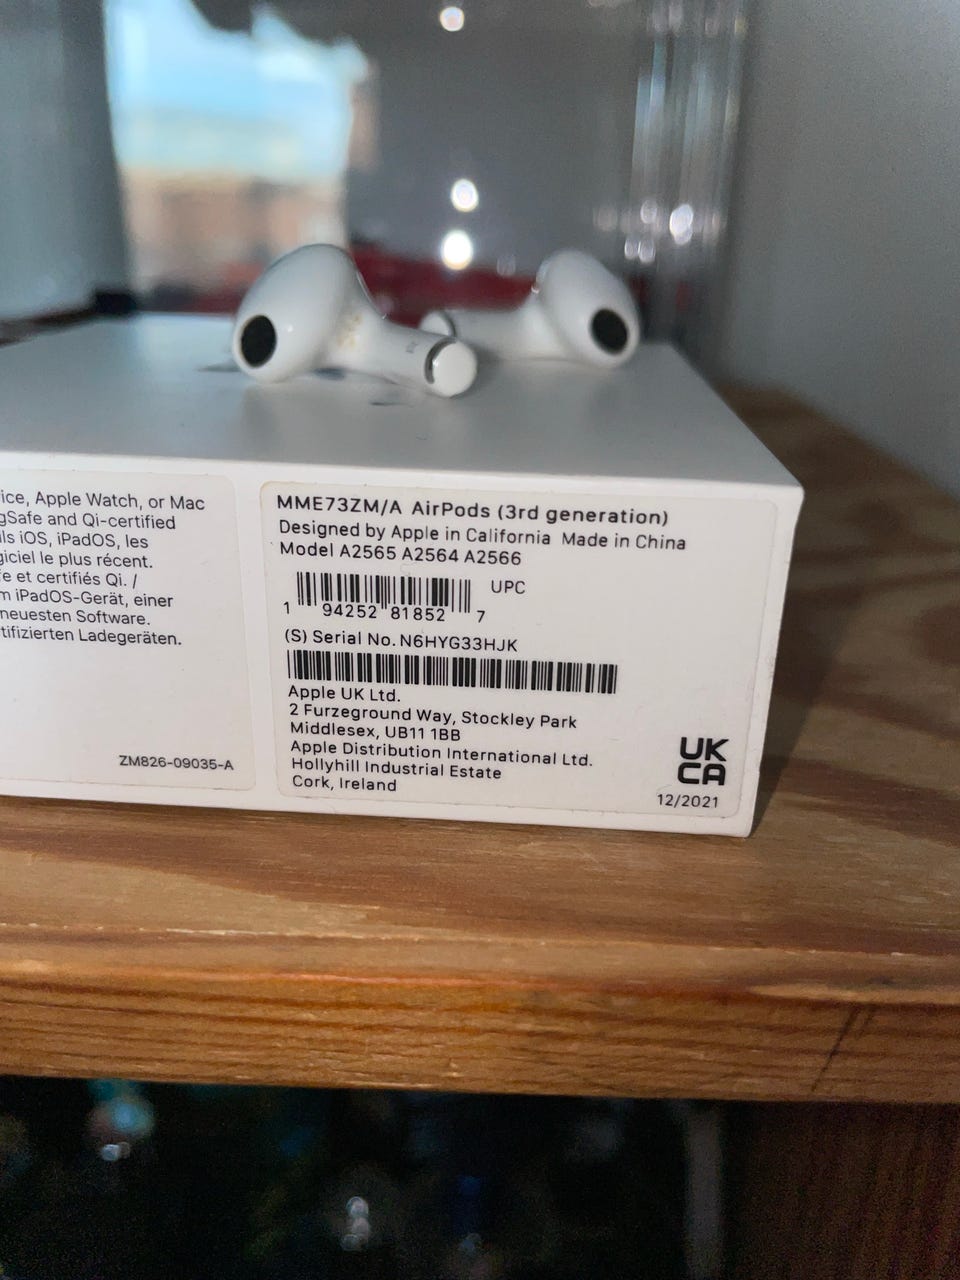 ice, Apple Watch, or Mac
gSafe and Qi-certified
ils iOS, iPadOS, les
giciel le plus récent.
fe et certifiés Qi. /
m iPadOS-Gerät, einer
neuesten Software.
tifizierten Ladegeräten.
ZM826-09035-A
MME73ZM/A AirPods (3rd generation)
Designed by Apple in California Made in China
Model A2565 A2564 A2566
UPC
1 94252 81852 7
(S) Serial No. N6HYG33HJK
Apple UK Ltd.
2 Furzeground Way, Stockley Park
Middlesex, UB11 1BB
Apple Distribution International Ltd.
Hollyhill Industrial Estate
Cork, Ireland
UK
CA
12/2021